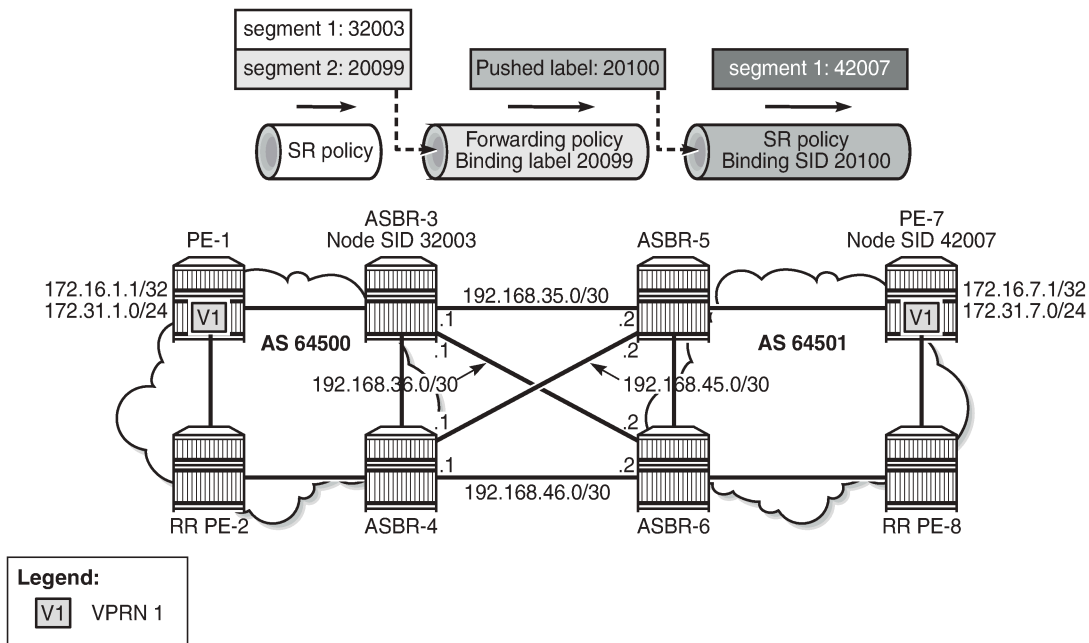 segment 1: 32003
segment 2: 20099
Pushed label: 20100
segment 1: 42007
SR policy
Forwarding policy
Binding label 20099
SR policy
Binding SID 20100
PE-1
ASBR-3
Node SID 32003
ASBR-5
PE-7
Node SID 42007
172.16.1.1/32
172.31.1.0/24
V1
AS 64500
192.168.35.0/30
.1
.2
.1
.2
AS 64501
V1
172.16.7.1/32
172.31.7.0/24
192.168.36.0/30
192.168.45.0/30
.1
.2
.1
.2
192.168.46.0/30
RR PE-2
ASBR-4
ASBR-6
RR PE-8
Legend:
V1 VPRN 1